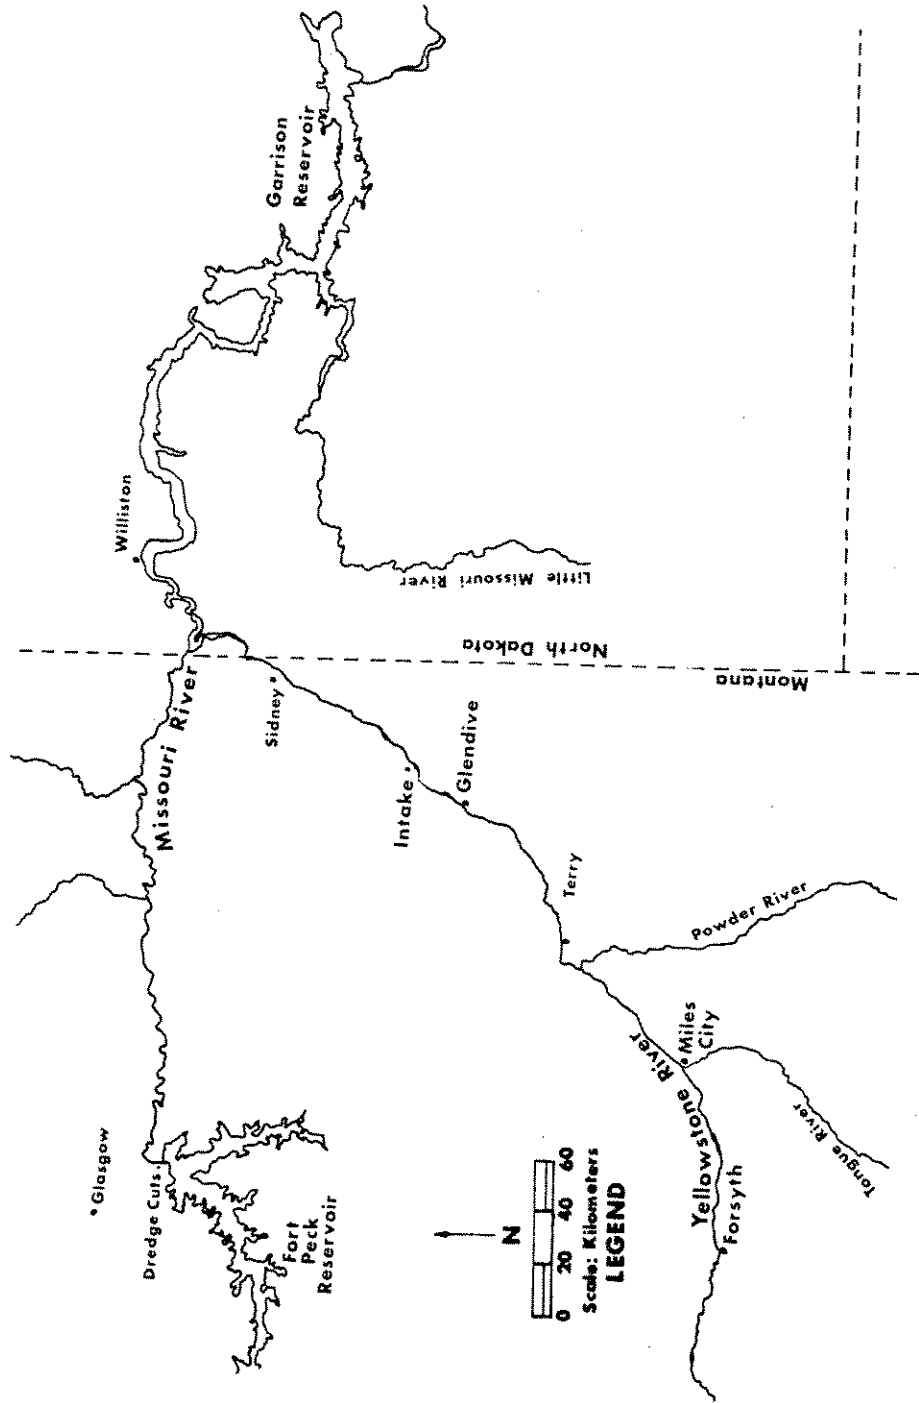 Garrison
Reservoir
Williston
Little Missouri River
North Dakota
Montana
Missouri River
Sidney
Intake
Glendive
Terry
Powder River
Glasgow
Dredge Cuts
Fort
Peck
Reservoir
Yellowstone River
Miles
City
Tongue River
Forsyth
N
0 20 40 60
Scale: Kilometers
LEGEND